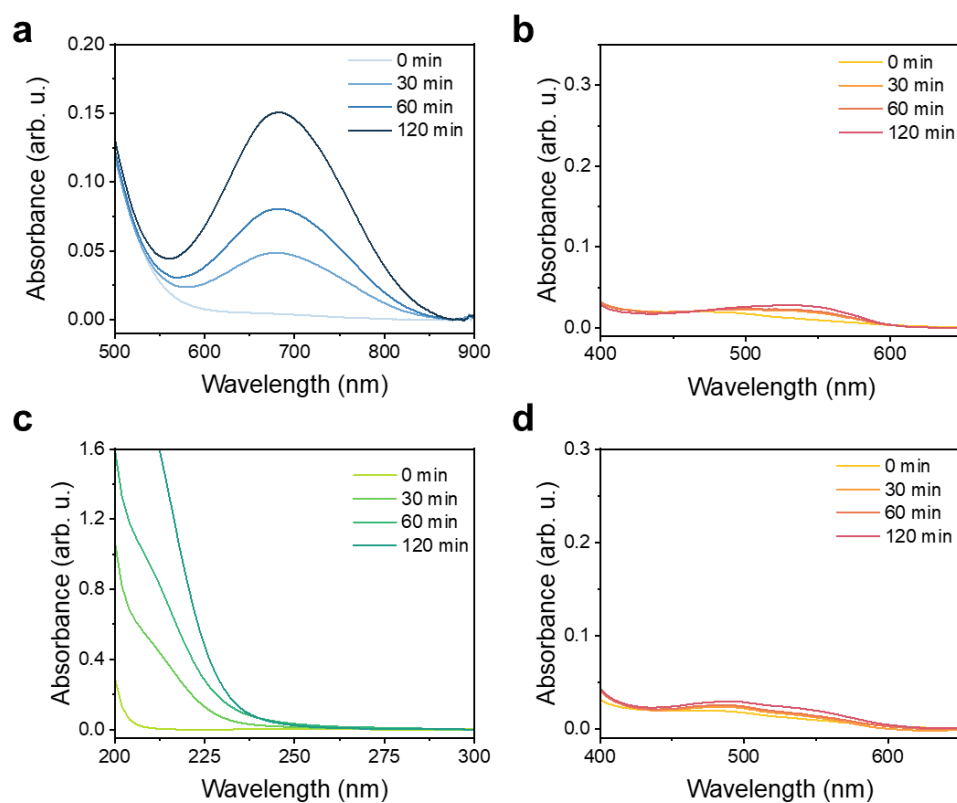 a
0.20
0.15
0.10
0.05
0.00
500
600
700
800
900
Absorbance (arb. u.)
Wavelength (nm)
0 min
30 min
60 min
120 min
b
0.3
0.2
0.1
0.0
400
500
600
Absorbance (arb. u.)
Wavelength (nm)
0 min
30 min
60 min
120 min
c
1.6
1.2
0.8
0.4
0.0
200
225
250
275
300
Absorbance (arb. u.)
Wavelength (nm)
0 min
30 min
60 min
120 min
d
0.3
0.2
0.1
0.0
400
500
600
Absorbance (arb. u.)
Wavelength (nm)
0 min
30 min
60 min
120 min